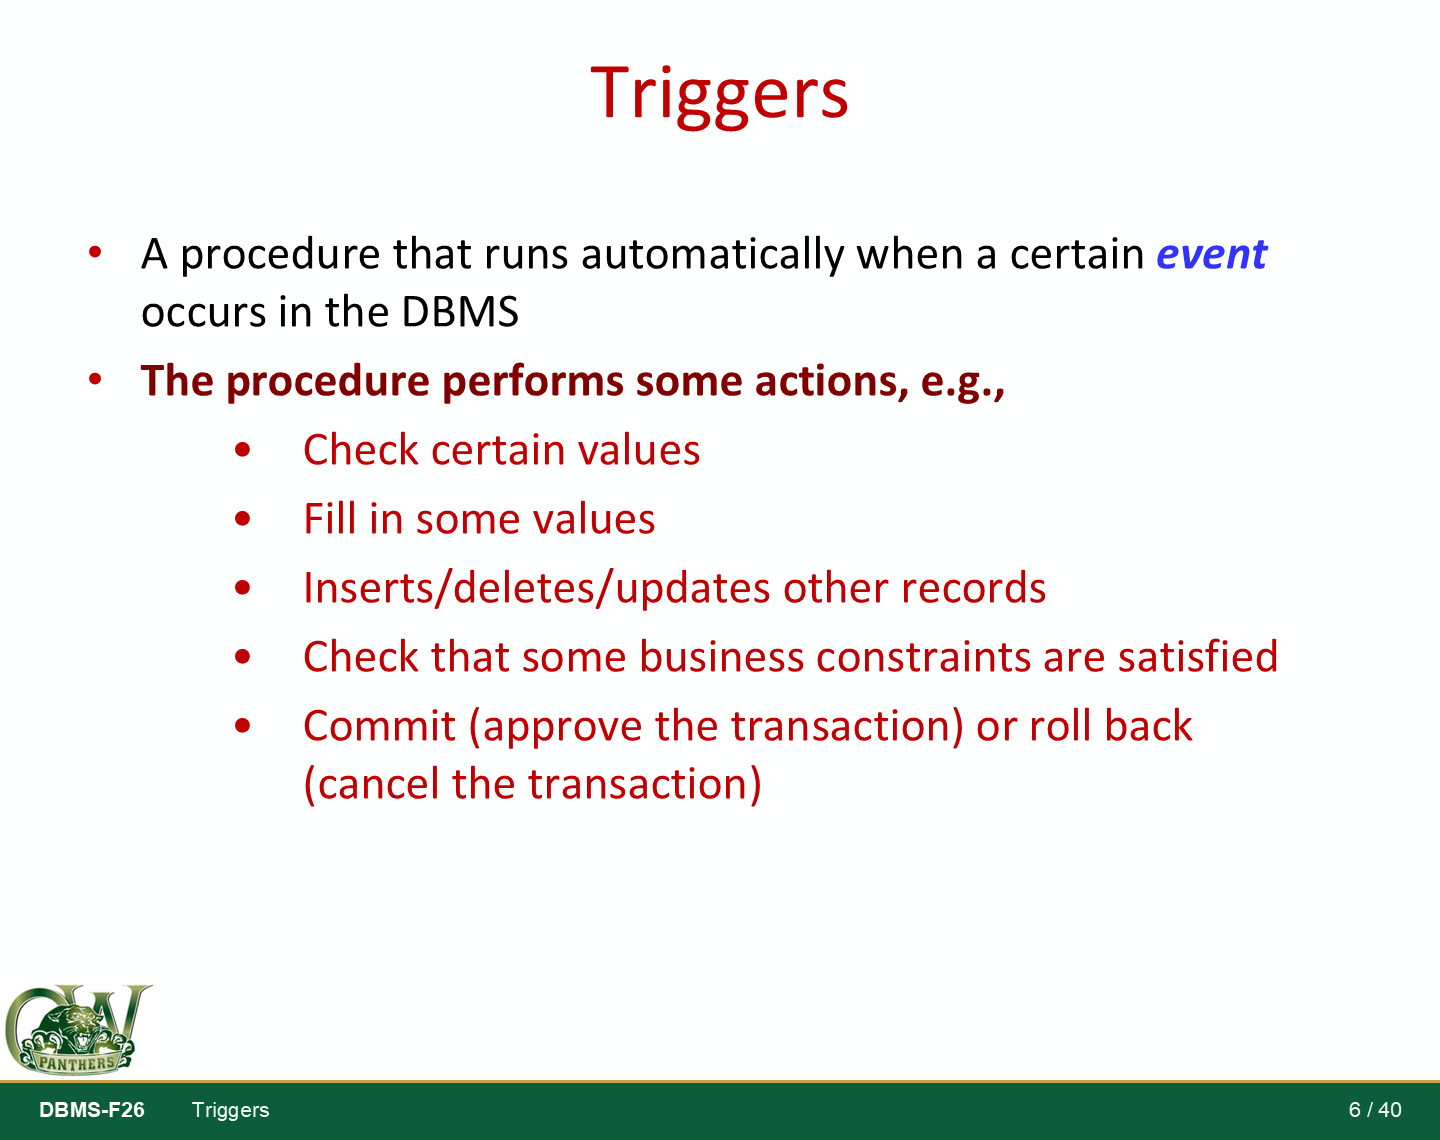 Triggers
• A procedure that runs automatically when a certain event
occurs in the DBMS
• The procedure performs some actions, e.g.,
• Check certain values
• Fill in some values
• Inserts/deletes/updates other records
• Check that some business constraints are satisfied
• Commit (approve the transaction) or roll back
(cancel the transaction)
OW
PANTHERS
DBMS-F26 Triggers 6 / 40